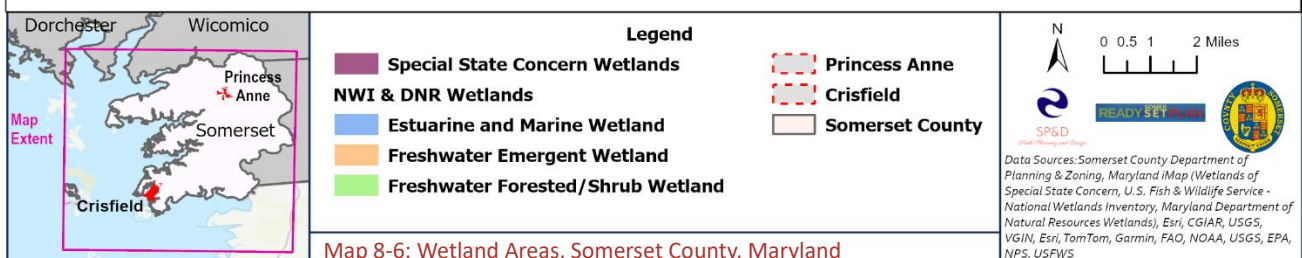 Dorchester
Wicomico
Princess
Anne
Map
Extent
Somerset
Crisfield
Legend
Special State Concern Wetlands
NWI & DNR Wetlands
Estuarine and Marine Wetland
Freshwater Emergent Wetland
Freshwater Forested/Shrub Wetland
Princess Anne
Crisfield
Somerset County
Map 8-6: Wetland Areas, Somerset County, Maryland
N
0 0.5 1 2 Miles
SP&D
READY SET PLAN
COUNTY SOMERSET
Data Sources: Somerset County Department of
Planning & Zoning, Maryland iMap (Wetlands of
Special State Concern, U.S. Fish & Wildlife Service -
National Wetlands Inventory, Maryland Department of
Natural Resources Wetlands), Esri, CGIAR, USGS,
VGIN, Esri, TomTom, Garmin, FAO, NOAA, USGS, EPA,
NPS, USFWS